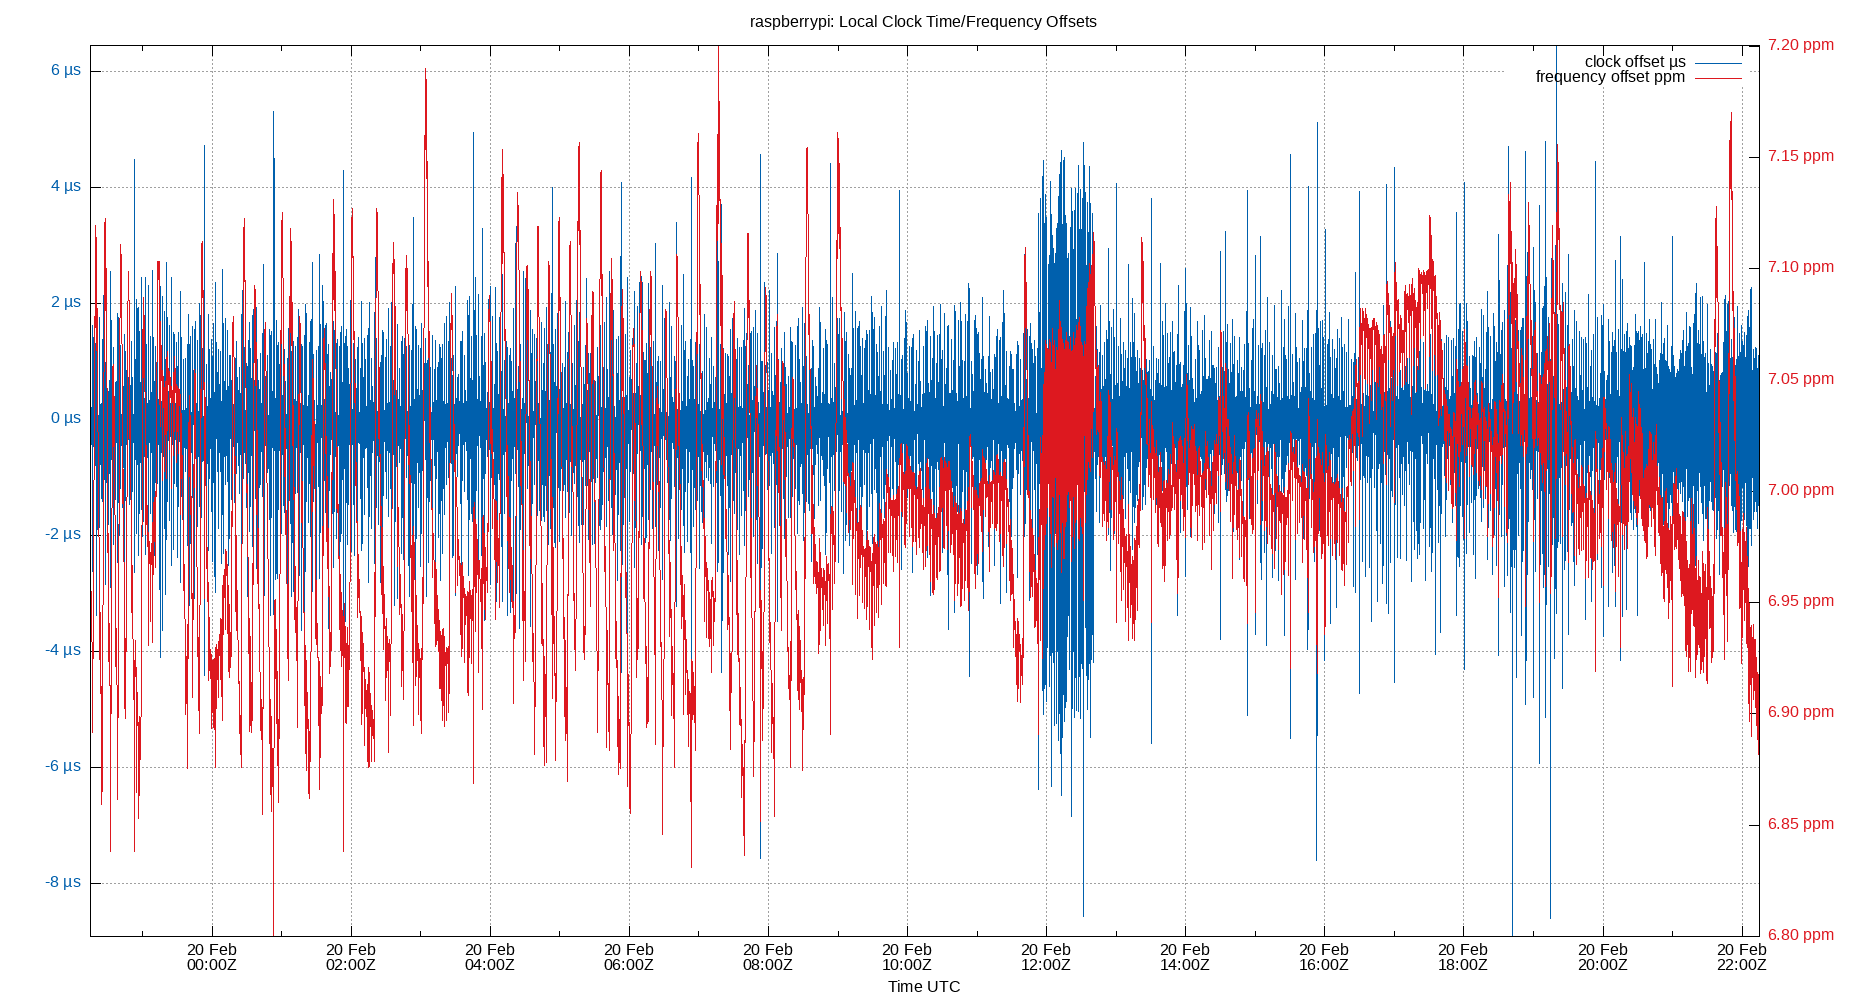 raspberrypi: Local Clock Time/Frequency Offsets
clock offset µs
frequency offset ppm
6 µs
4 µs
2 µs
0 µs
-2 µs
-4 µs
-6 µs
-8 µs
7.20 ppm
7.15 ppm
7.10 ppm
7.05 ppm
7.00 ppm
6.95 ppm
6.90 ppm
6.85 ppm
6.80 ppm
20 Feb 20 Feb 20 Feb 20 Feb 20 Feb 20 Feb 20 Feb 20 Feb 20 Feb 20 Feb 20 Feb 20 Feb
00:00Z 02:00Z 04:00Z 06:00Z 08:00Z 10:00Z 12:00Z 14:00Z 16:00Z 18:00Z 20:00Z 22:00Z
Time UTC